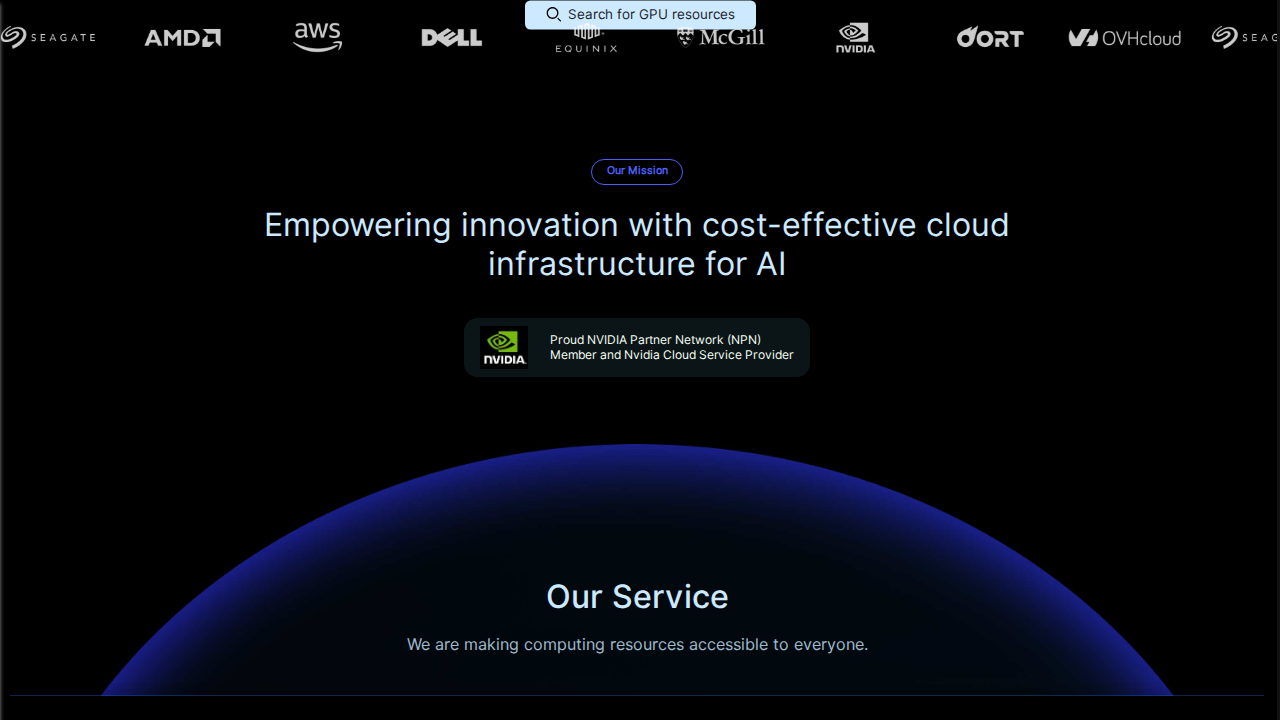 Search for GPU resources
SEAGATE
AMD
aws
DELL
EQUINIX
McGill
NVIDIA
DORT
OVHcloud
SEAG
Our Mission
Empowering innovation with cost-effective cloud
infrastructure for AI
NVIDIA.
Proud NVIDIA Partner Network (NPN)
Member and Nvidia Cloud Service Provider
Our Service
We are making computing resources accessible to everyone.